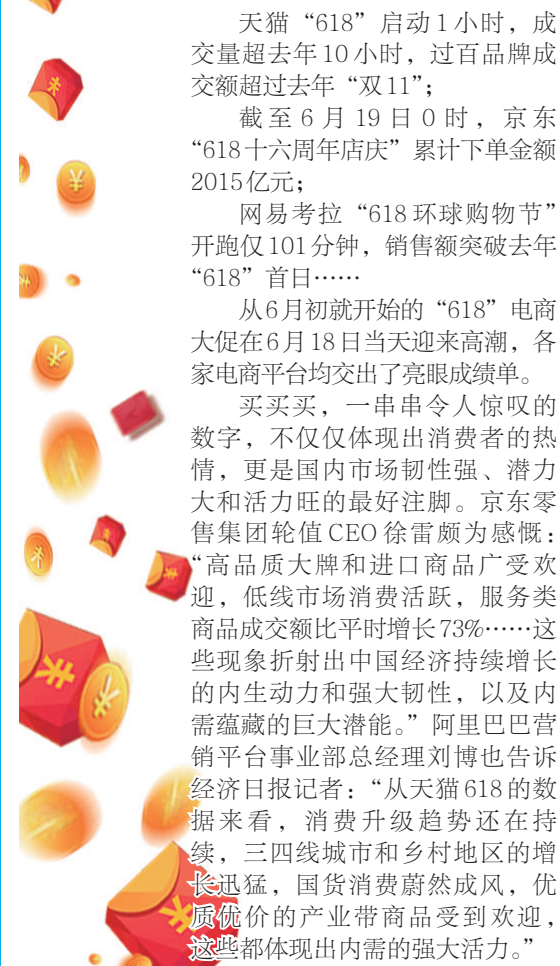 天猫“618”启动1小时，成
交量超去年10小时，过百品牌成
交额超过去年“双11”；
截至6月19日0时，京东
“618十六周年店庆”累计下单金额
2015亿元；
网易考拉“618环球购物节”
开跑仅101分钟，销售额突破去年
“618”首日……
从6月初就开始的“618”电商
大促在6月18日当天迎来高潮，各
家电商平台均交出了亮眼成绩单。
买买买，一串串令人惊叹的
数字，不仅仅体现出消费者的热
情，更是国内市场韧性强、潜力
大和活力旺的最好注脚。京东零
售集团轮值CEO徐雷颇为感慨：
“高品质大牌和进口商品广受欢
迎，低线市场消费活跃，服务类
商品成交额比平时增长73%……这
些现象折射出中国经济持续增长
的内生动力和强大韧性，以及内
需蕴藏的巨大潜能。”阿里巴巴营
销平台事业部总经理刘博也告诉
经济日报记者：“从天猫618的数
据来看，消费升级趋势还在持
续，三四线城市和乡村地区的增
长迅猛，国货消费蔚然成风，优
质优价的产业带商品受到欢迎，
这些都体现出内需的强大活力。”